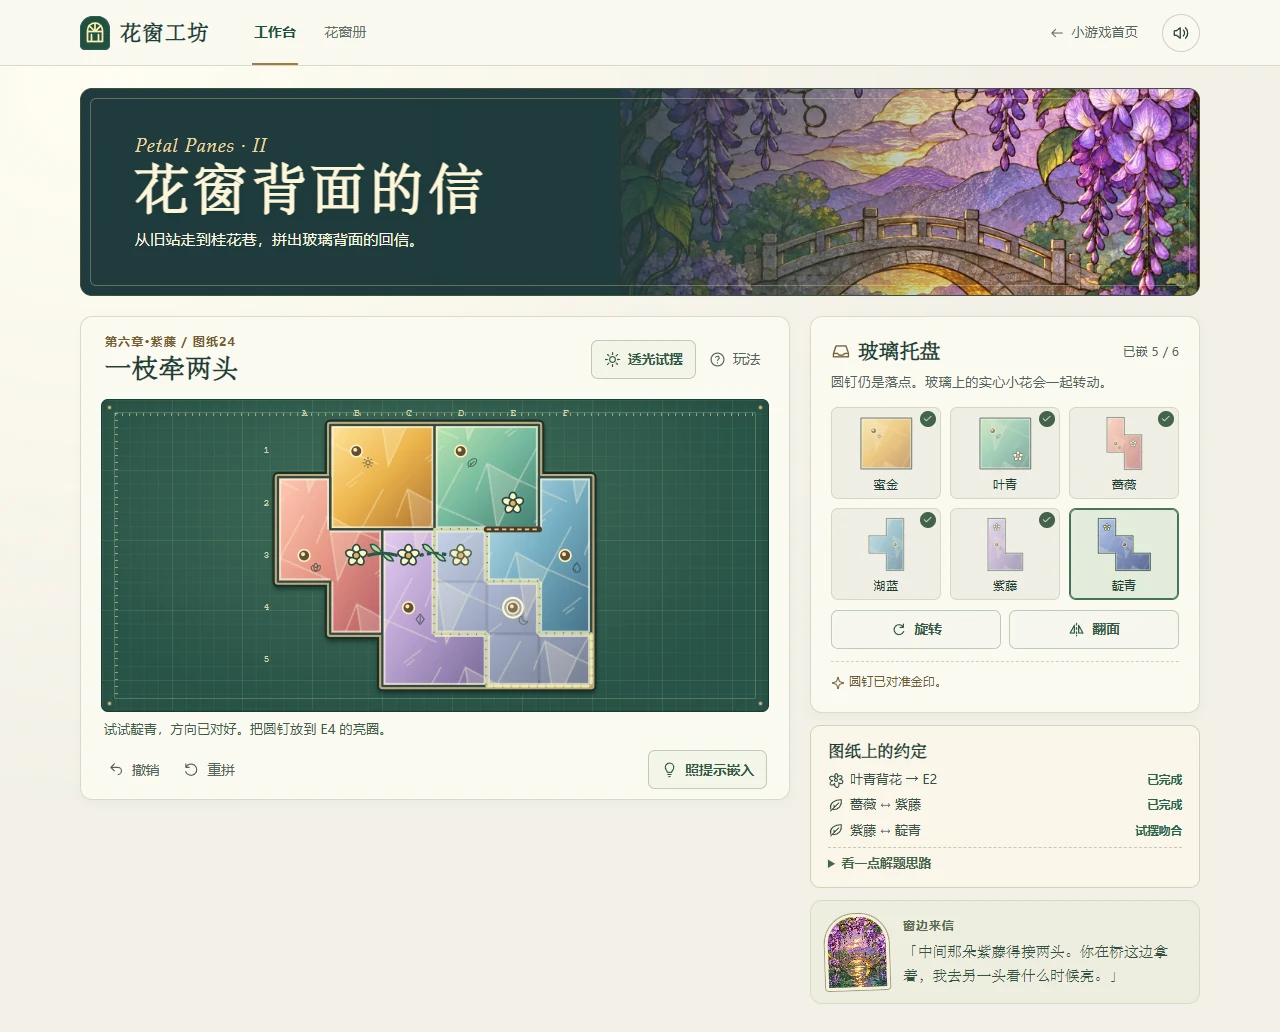 花窗工坊
工作台
花窗册
小游戏首页
Petal Panes · II
花窗背面的信
从旧站走到桂花巷，拼出玻璃背面的回信。
第六章·紫藤 / 图纸24
一枝牵两头
透光试摆
玩法
A B C D E F
1
2
3
4
5
试试靛青，方向已对好。把圆钉放到 E4 的亮圈。
撤销
重拼
照提示嵌入
玻璃托盘
已嵌 5 / 6
圆钉仍是落点。玻璃上的实心小花会一起转动。
蜜金
叶青
蔷薇
湖蓝
紫藤
靛青
旋转
翻面
圆钉已对准金印。
图纸上的约定
叶青背花 → E2 已完成
蔷薇 ↔ 紫藤 已完成
紫藤 ↔ 靛青 试摆吻合
看一点解题思路
窗边来信
「中间那朵紫藤得接两头。你在桥这边拿
着，我去另一头看什么时候亮。」